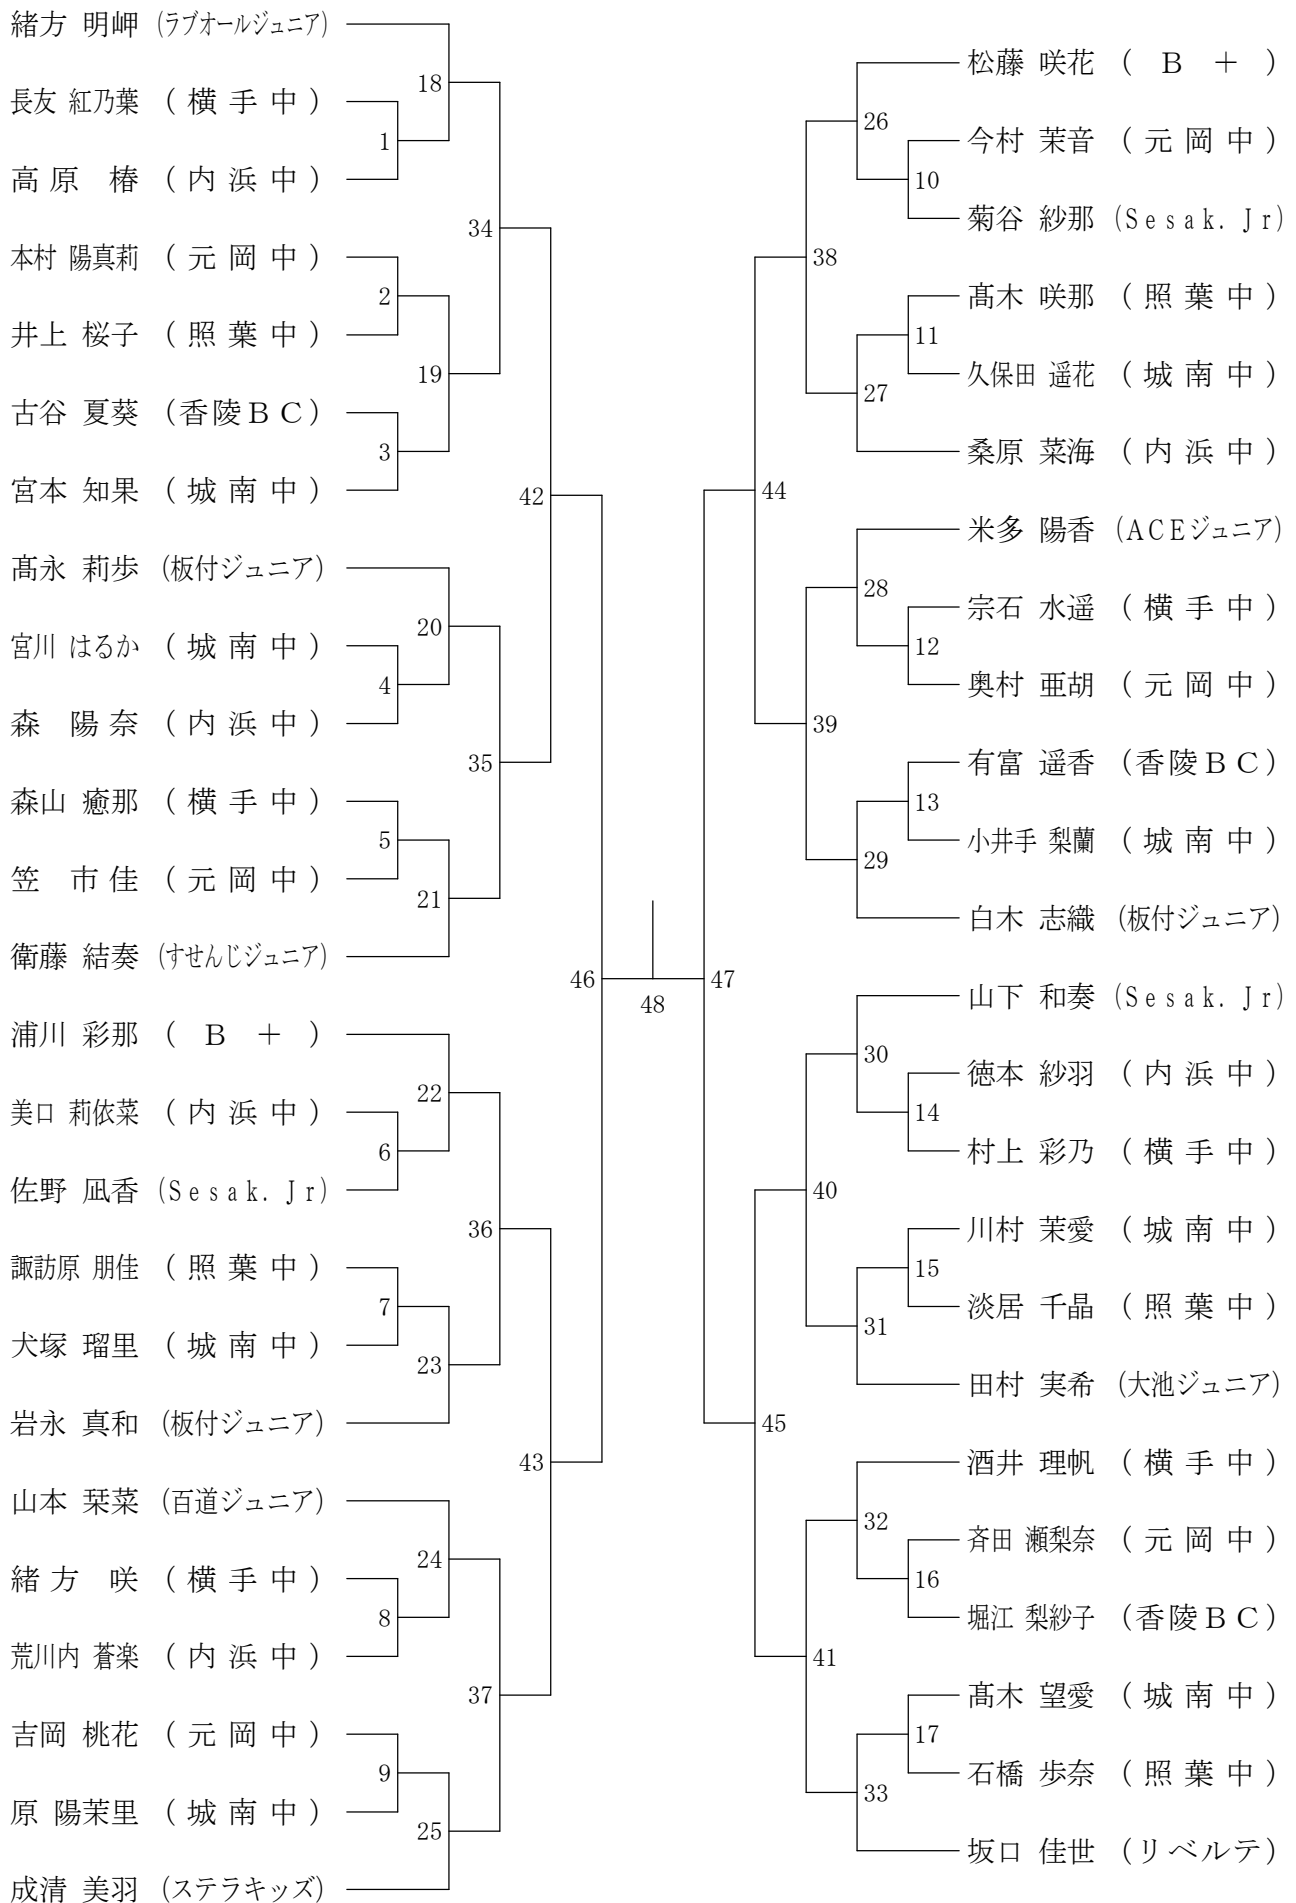 緒方 明岬 (ラブオールジュニア)
長友 紅乃葉 (横手中)
高原 椿 (内浜中)
本村 陽真莉 (元岡中)
井上 桜子 (照葉中)
古谷 夏葵 (香陵BC)
宮本 知果 (城南中)
髙永 莉歩 (板付ジュニア)
宮川 はるか (城南中)
森 陽奈 (内浜中)
森山 癒那 (横手中)
笠 市佳 (元岡中)
衛藤 結奏 (すせんじジュニア)
浦川 彩那 (B+)
美口 莉依菜 (内浜中)
佐野 凪香 (Sesak.Jr)
諏訪原 朋佳 (照葉中)
犬塚 瑠里 (城南中)
岩永 真和 (板付ジュニア)
山本 栞菜 (百道ジュニア)
緒方 咲 (横手中)
荒川内 蒼楽 (内浜中)
吉岡 桃花 (元岡中)
原 陽茉里 (城南中)
成清 美羽 (ステラキッズ)
1
2
3
4
5
6
7
8
9
18
19
20
21
22
23
24
25
34
35
36
37
42
43
46
48
47
44
45
38
39
40
41
26
27
28
29
30
31
32
33
10
11
12
13
14
15
16
17
松藤 咲花 (B+)
今村 茉音 (元岡中)
菊谷 紗那 (Sesak.Jr)
髙木 咲那 (照葉中)
久保田 遥花 (城南中)
桑原 菜海 (内浜中)
米多 陽香 (ACEジュニア)
宗石 水遥 (横手中)
奥村 亜胡 (元岡中)
有富 遥香 (香陵BC)
小井手 梨蘭 (城南中)
白木 志織 (板付ジュニア)
山下 和奏 (Sesak.Jr)
徳本 紗羽 (内浜中)
村上 彩乃 (横手中)
川村 茉愛 (城南中)
淡居 千晶 (照葉中)
田村 実希 (大池ジュニア)
酒井 理帆 (横手中)
斉田 瀬梨奈 (元岡中)
堀江 梨紗子 (香陵BC)
髙木 望愛 (城南中)
石橋 歩奈 (照葉中)
坂口 佳世 (リベルテ)